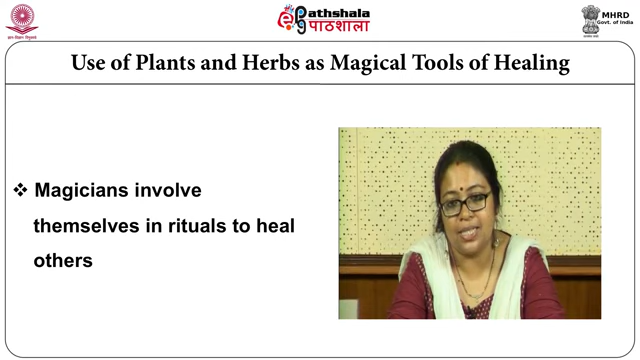 Pathshala
पाठशाला
MHRD
Govt. of India
Use of Plants and Herbs as Magical Tools of Healing
❖ Magicians involve
themselves in rituals to heal
others